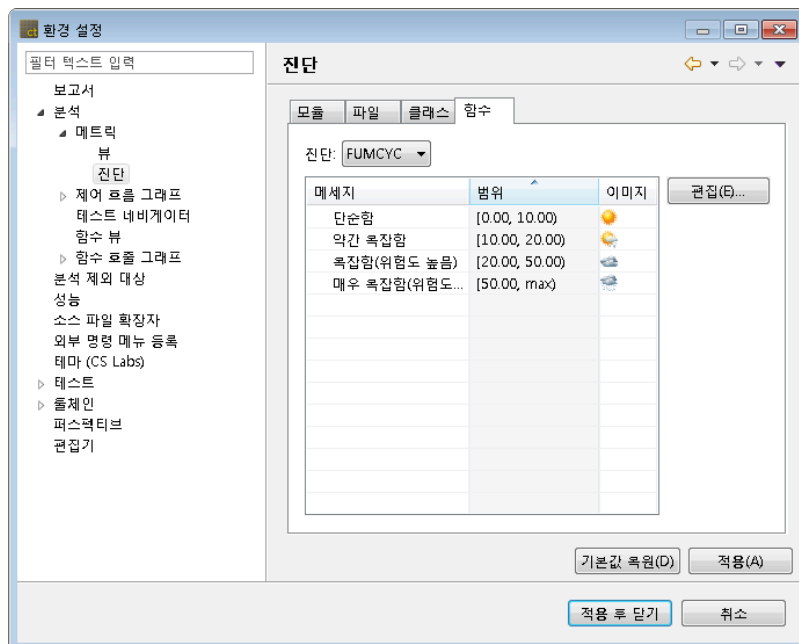 환경 설정
필터 텍스트 입력
보고서
분석
메트릭
뷰
진단
제어 흐름 그래프
테스트 네비게이터
함수 뷰
함수 호출 그래프
분석 제외 대상
성능
소스 파일 확장자
외부 명령 메뉴 등록
테마 (CS Labs)
테스트
툴체인
퍼스펙티브
편집기
진단
모듈 파일 클래스 함수
진단: FUMCYC
메세지 범위 이미지
단순함 [0.00, 10.00)
약간 복잡함 [10.00, 20.00)
복잡함(위험도 높음) [20.00, 50.00)
매우 복잡함(위험도... [50.00, max)
편집(E)...
기본값 복원(D) 적용(A)
적용 후 닫기 취소